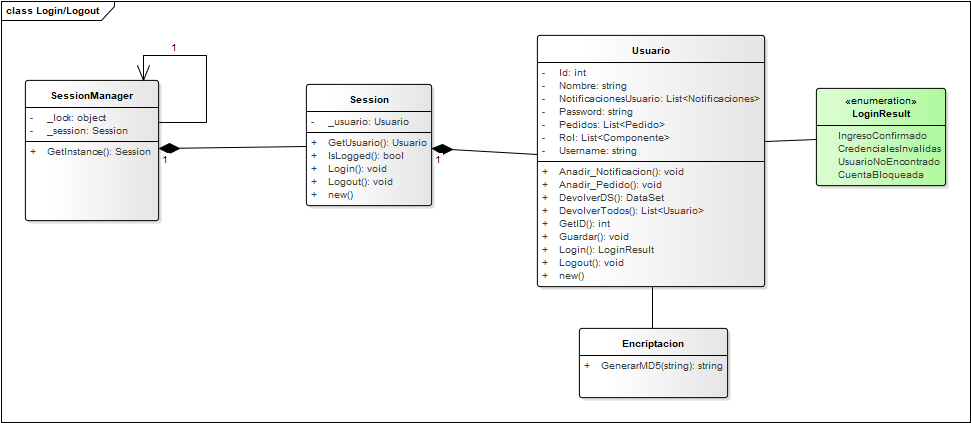 class Login/Logout
1
SessionManager
- _lock: object
- _session: Session
+ GetInstance(): Session
1
Session
- _usuario: Usuario
+ GetUsuario(): Usuario
+ IsLogged(): bool
+ Login(): void
+ Logout(): void
+ new()
1
Usuario
- Id: int
- Nombre: string
- NotificacionesUsuario: List<Notificaciones>
- Password: string
- Pedidos: List<Pedido>
- Rol: List<Componente>
- Username: string
+ Anadir_Notificacion(): void
+ Anadir_Pedido(): void
+ DevolverDS(): DataSet
+ DevolverTodos(): List<Usuario>
+ GetID(): int
+ Guardar(): void
+ Login(): LoginResult
+ Logout(): void
+ new()
«enumeration»
LoginResult
IngresoConfirmado
CredencialesInvalidas
UsuarioNoEncontrado
CuentaBloqueada
Encriptacion
+ GenerarMD5(string): string